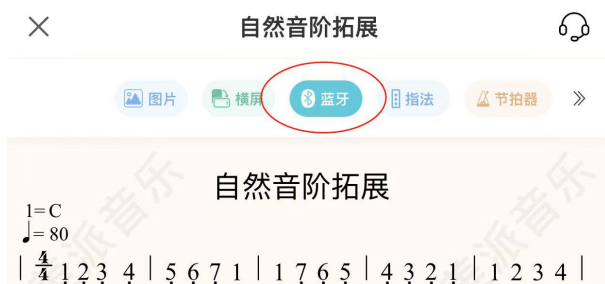 自然音阶拓展
图片 横屏 蓝牙 指法 节拍器
自然音阶拓展
1=C
♩=80
| 4/4 1 2 3 4 | 5 6 7 1 | 1 7 6 5 | 4 3 2 1 | 1 2 3 4 |